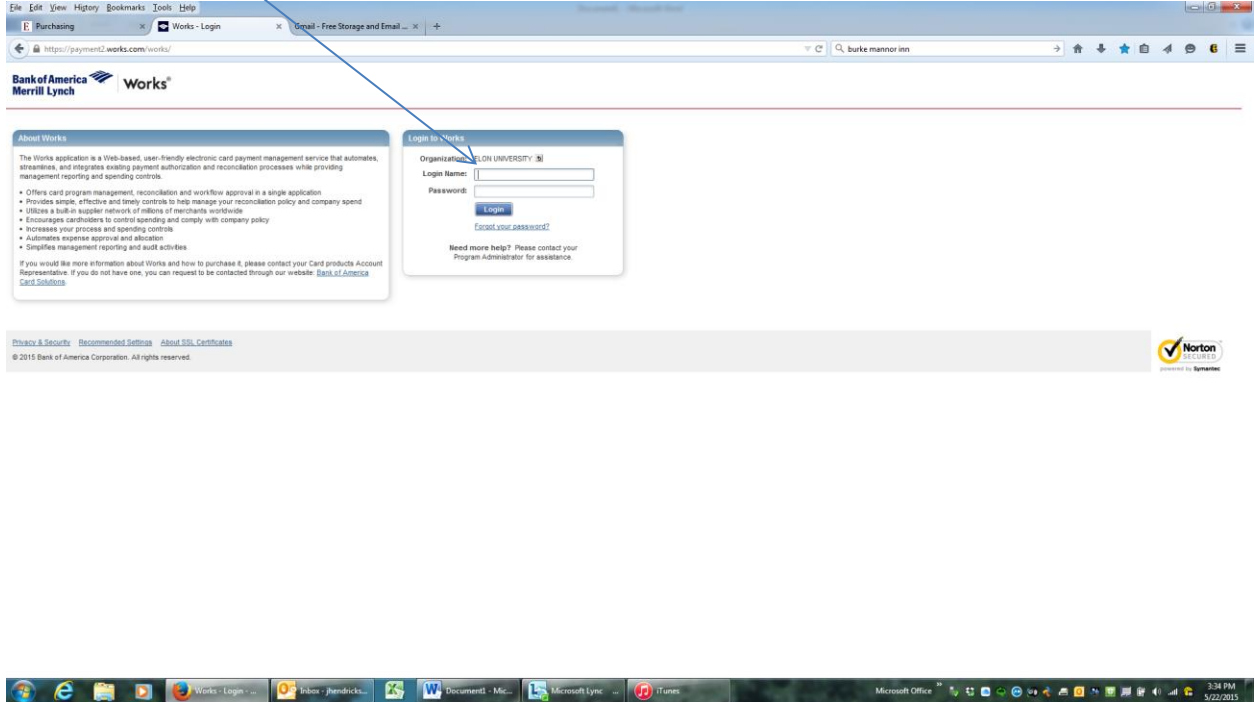 File Edit View History Bookmarks Tools Help
Purchasing × Works - Login × Gmail - Free Storage and Email ... × +
https://payment2.works.com/works/ burke mannor inn
Bank of America
Merrill Lynch
Works®
About Works
The Works application is a Web-based, user-friendly electronic card payment management service that automates,
streamlines, and integrates existing payment authorization and reconciliation processes while providing
management reporting and spending controls.
• Offers card program management, reconciliation and workflow approval in a single application
• Provides simple, effective and timely controls to help manage your reconciliation policy and company spend
• Utilizes a built-in supplier network of millions of merchants worldwide
• Encourages cardholders to control spending and comply with company policy
• Increases your process and spending controls
• Automates expense approval and allocation
• Simplifies management reporting and audit activities
If you would like more information about Works and how to purchase it, please contact your Card products Account
Representative. If you do not have one, you can request to be contacted through our website: Bank of America
Card Solutions.
Login to Works
Organization: ELON UNIVERSITY
Login Name:
Password:
Login
Forgot your password?
Need more help? Please contact your
Program Administrator for assistance.
Privacy & Security Recommended Settings About SSL Certificates
© 2015 Bank of America Corporation. All rights reserved.
Norton
SECURED
powered by Symantec
Works - Login - ... Inbox - jhendricks... Document1 - Mic... Microsoft Lync ... iTunes Microsoft Office » 3:34 PM
5/22/2015